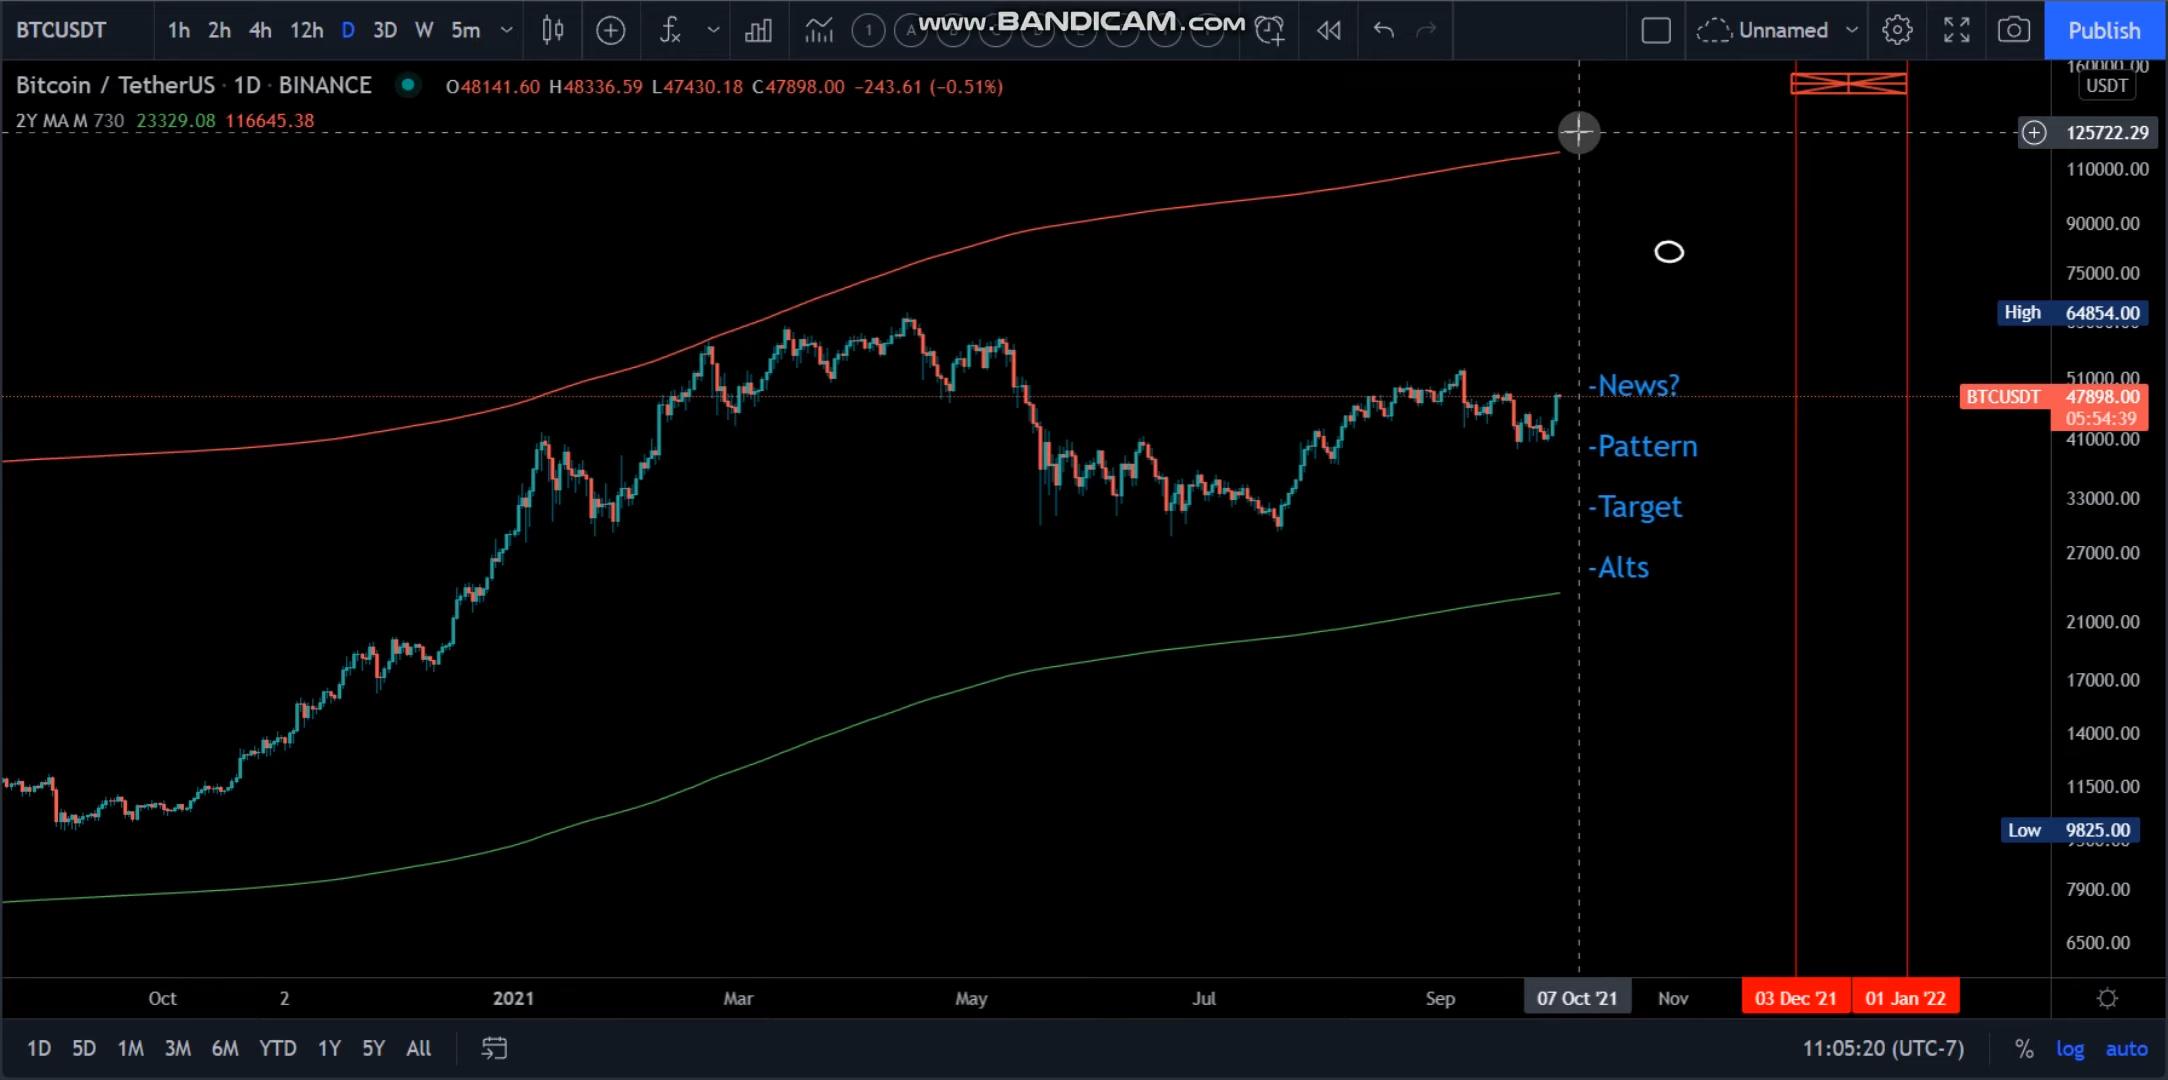 BTCUSDT 1h 2h 4h 12h D 3D W 5m Unnamed Publish
www.BANDICAM.com
Bitcoin / TetherUS · 1D · BINANCE O48141.60 H48336.59 L47430.18 C47898.00 −243.61 (−0.51%)
2Y MA M 730 23329.08 116645.38
160000.00
USDT
125722.29
110000.00
90000.00
75000.00
High 64854.00
51000.00
BTCUSDT 47898.00
05:54:39
41000.00
33000.00
27000.00
21000.00
17000.00
14000.00
11500.00
Low 9825.00
7900.00
6500.00
-News?
-Pattern
-Target
-Alts
Oct 2 2021 Mar May Jul Sep 07 Oct '21 Nov 03 Dec '21 01 Jan '22
1D 5D 1M 3M 6M YTD 1Y 5Y All 11:05:20 (UTC-7) % log auto